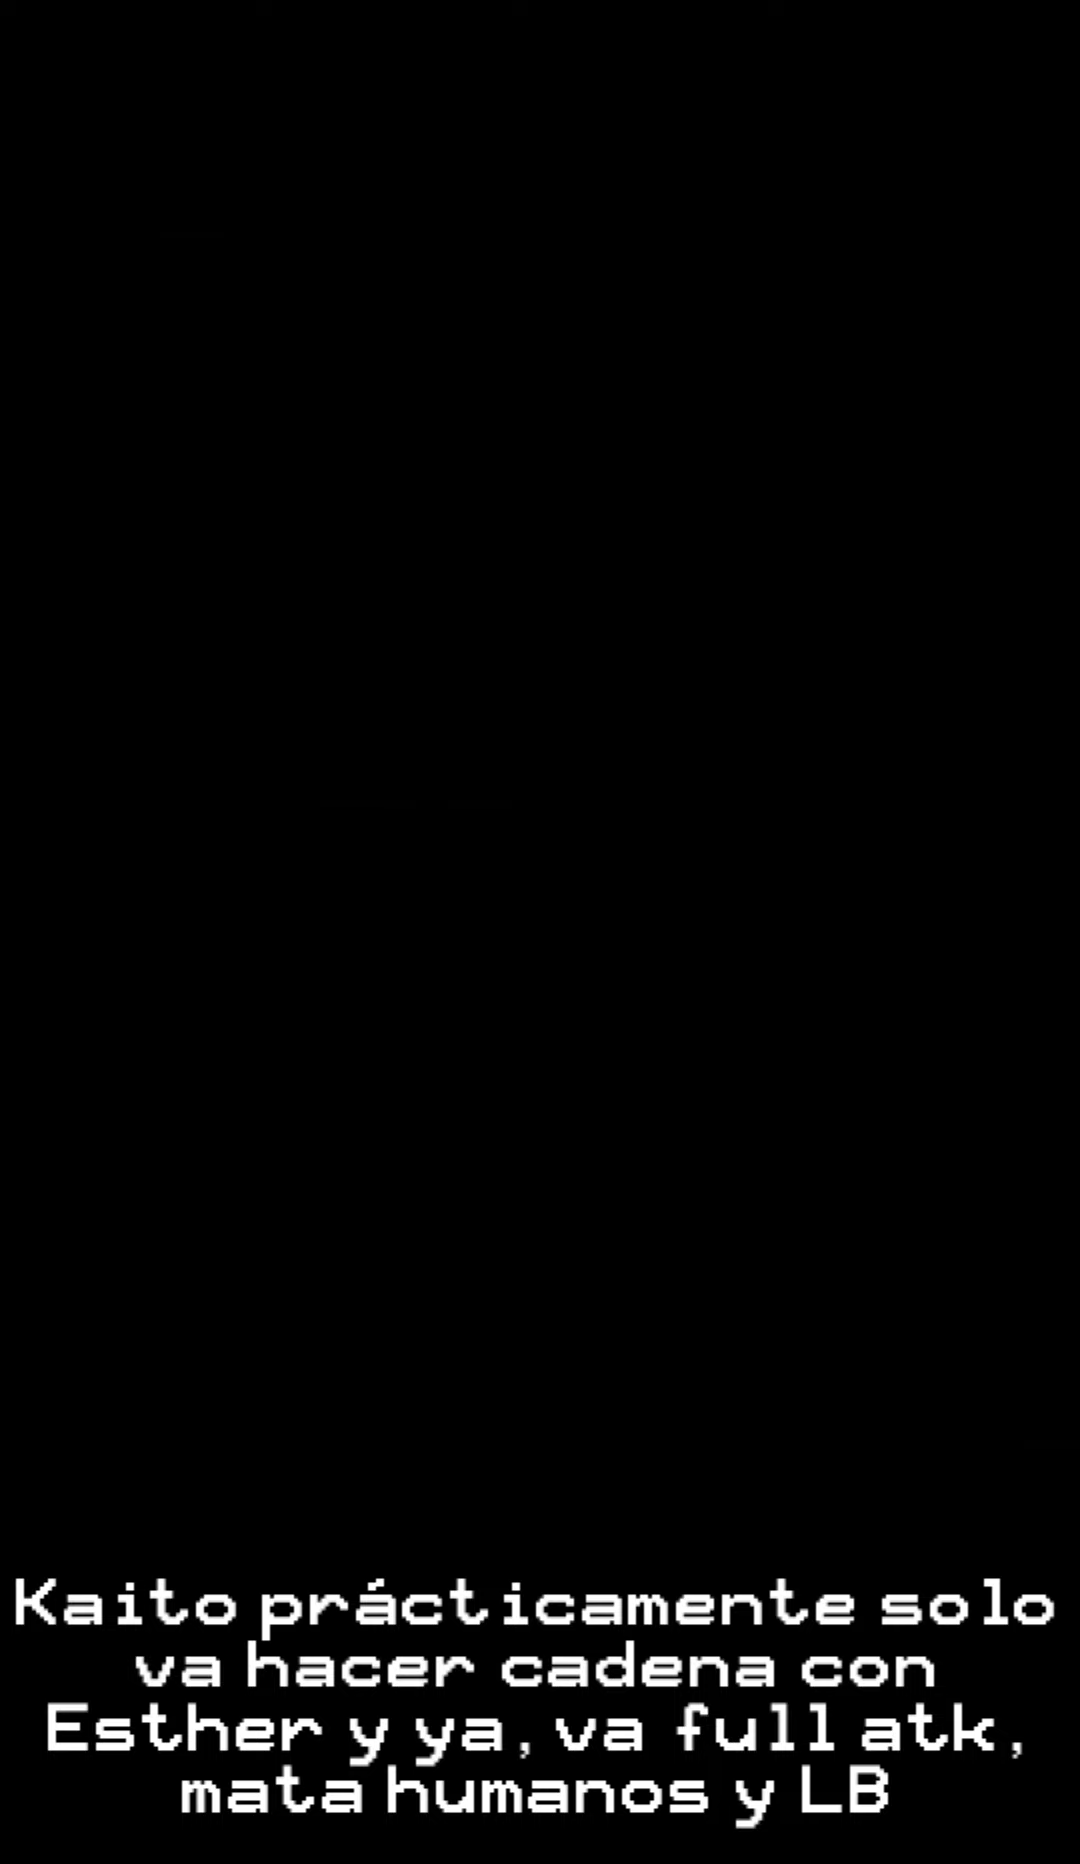 Kaito prácticamente solo
va hacer cadena con
Esther y ya, va full atk,
mata humanos y LB